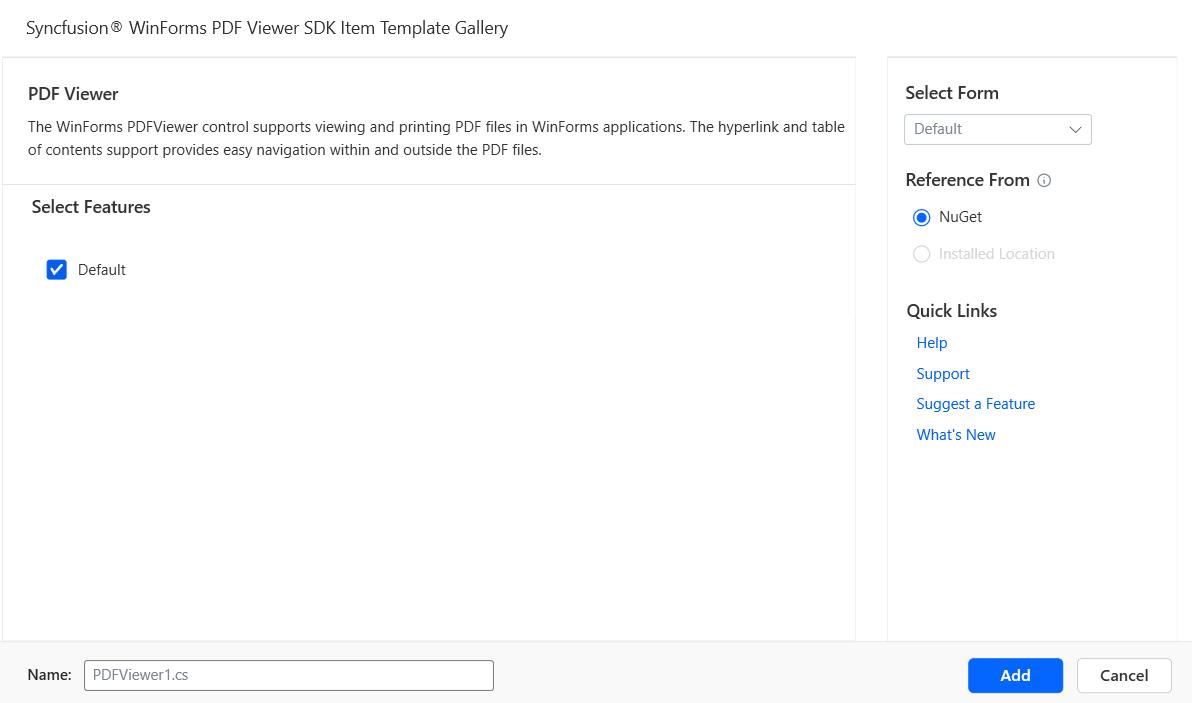 Syncfusion® WinForms PDF Viewer SDK Item Template Gallery
PDF Viewer
The WinForms PDFViewer control supports viewing and printing PDF files in WinForms applications. The hyperlink and table
of contents support provides easy navigation within and outside the PDF files.
Select Features
Default
Select Form
Default
Reference From
NuGet
Installed Location
Quick Links
Help
Support
Suggest a Feature
What's New
Name: PDFViewer1.cs
Add Cancel